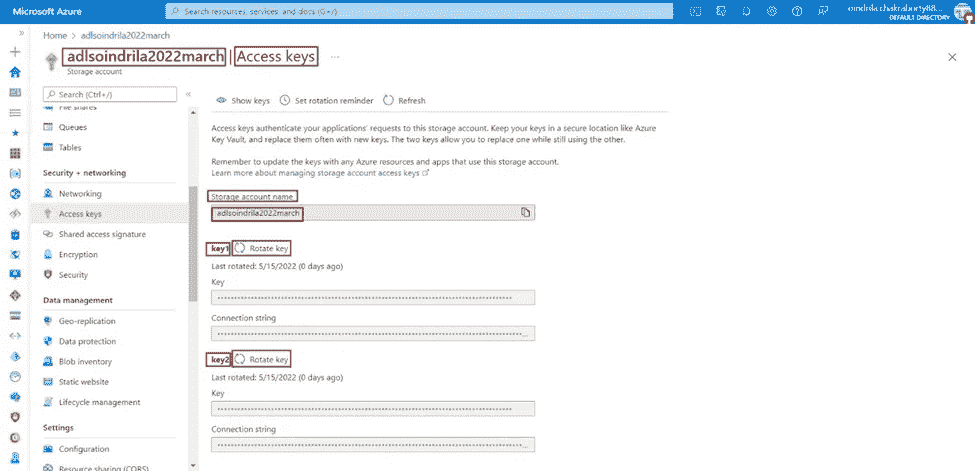 Microsoft Azure
Search resources, services, and docs (G+/)
DEFAULT DIRECTORY
Home > adlsoindrila2022march
adlsoindrila2022march | Access keys ...
Storage account
Search (Ctrl+/)
File shares
Queues
Tables
Security + networking
Networking
Access keys
Shared access signature
Encryption
Security
Data management
Geo-replication
Data protection
Blob inventory
Static website
Lifecycle management
Settings
Configuration
Resource sharing (CORS)
Show keys
Set rotation reminder
Refresh
Access keys authenticate your applications' requests to this storage account. Keep your keys in a secure location like Azure
Key Vault, and replace them often with new keys. The two keys allow you to replace one while still using the other.
Remember to update the keys with any Azure resources and apps that use this storage account.
Learn more about managing storage account access keys
Storage account name
adlsoindrila2022march
key1 Rotate key
Last rotated: 5/15/2022 (0 days ago)
Key
Connection string
key2 Rotate key
Last rotated: 5/15/2022 (0 days ago)
Key
Connection string